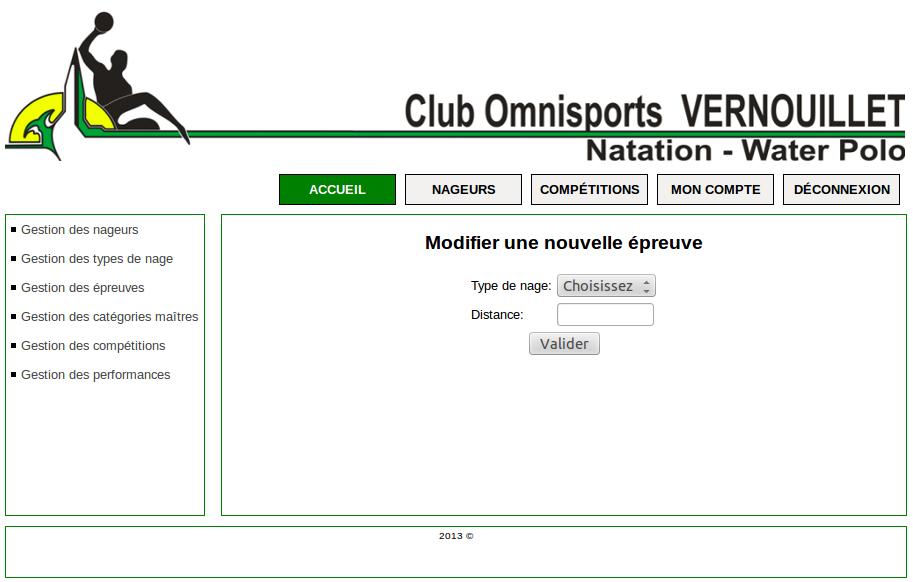 Club Omnisports VERNOUILLET
Natation - Water Polo
ACCUEIL NAGEURS COMPÉTITIONS MON COMPTE DÉCONNEXION
Gestion des nageurs
Gestion des types de nage
Gestion des épreuves
Gestion des catégories maîtres
Gestion des compétitions
Gestion des performances
Modifier une nouvelle épreuve
Type de nage: Choisissez
Distance:
Valider
2013 ©